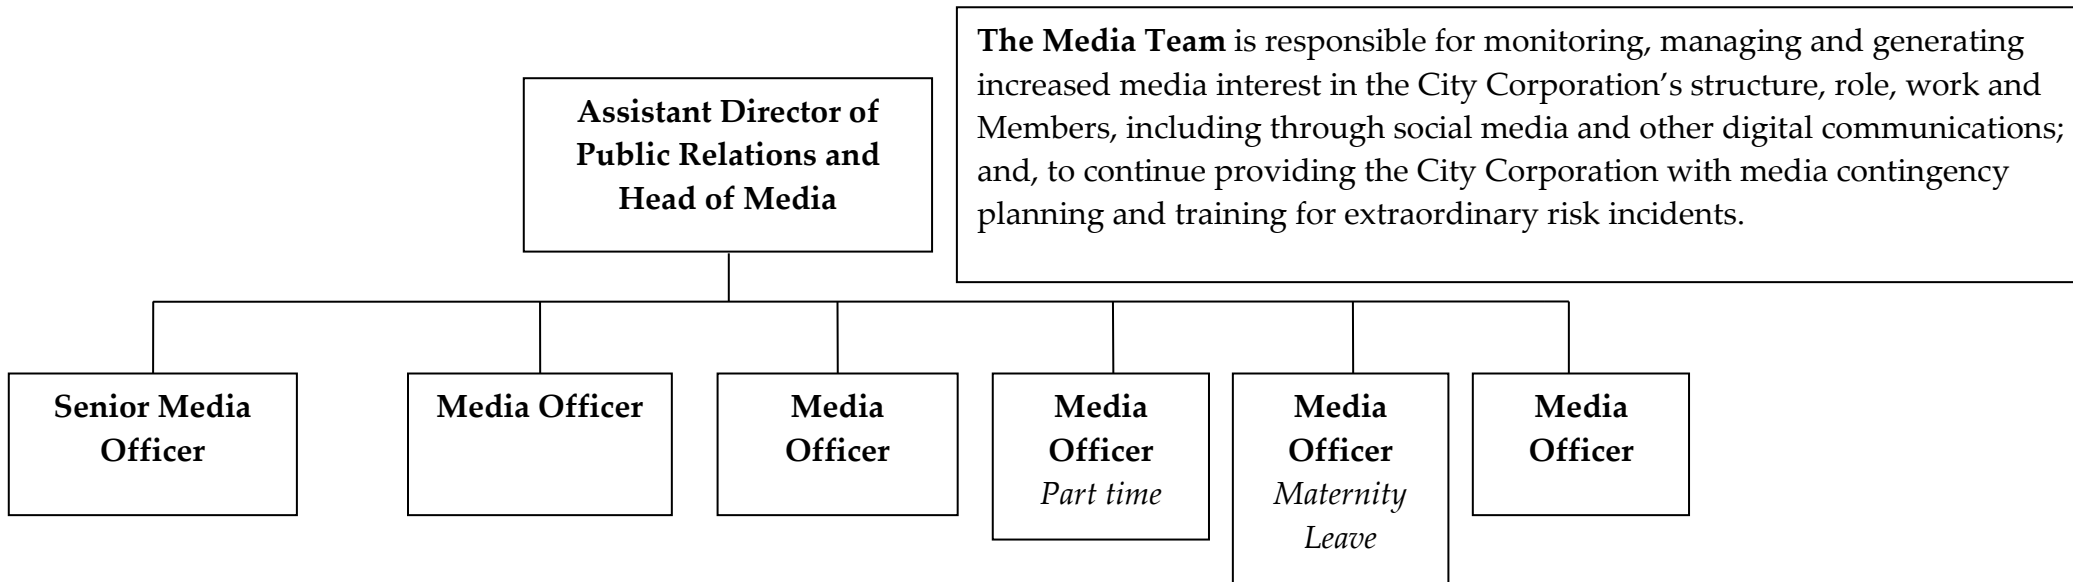 Assistant Director of
Public Relations and
Head of Media
The Media Team is responsible for monitoring, managing and generating
increased media interest in the City Corporation’s structure, role, work and
Members, including through social media and other digital communications;
and, to continue providing the City Corporation with media contingency
planning and training for extraordinary risk incidents.
Senior Media
Officer
Media Officer
Media
Officer
Media
Officer
Part time
Media
Officer
Maternity
Leave
Media
Officer